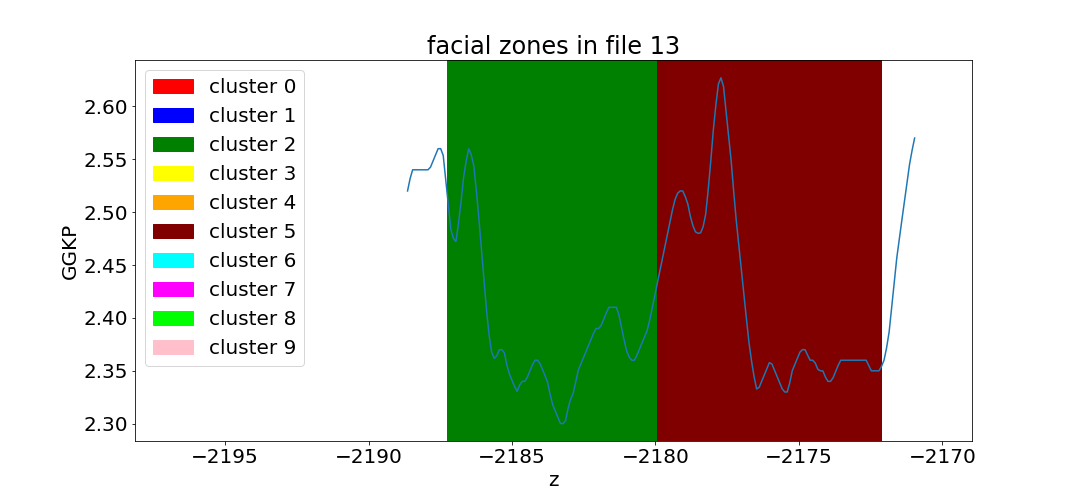 facial zones in file 13
cluster 0
cluster 1
cluster 2
cluster 3
cluster 4
cluster 5
cluster 6
cluster 7
cluster 8
cluster 9
GGKP
2.60
2.55
2.50
2.45
2.40
2.35
2.30
−2195 −2190 −2185 −2180 −2175 −2170
z